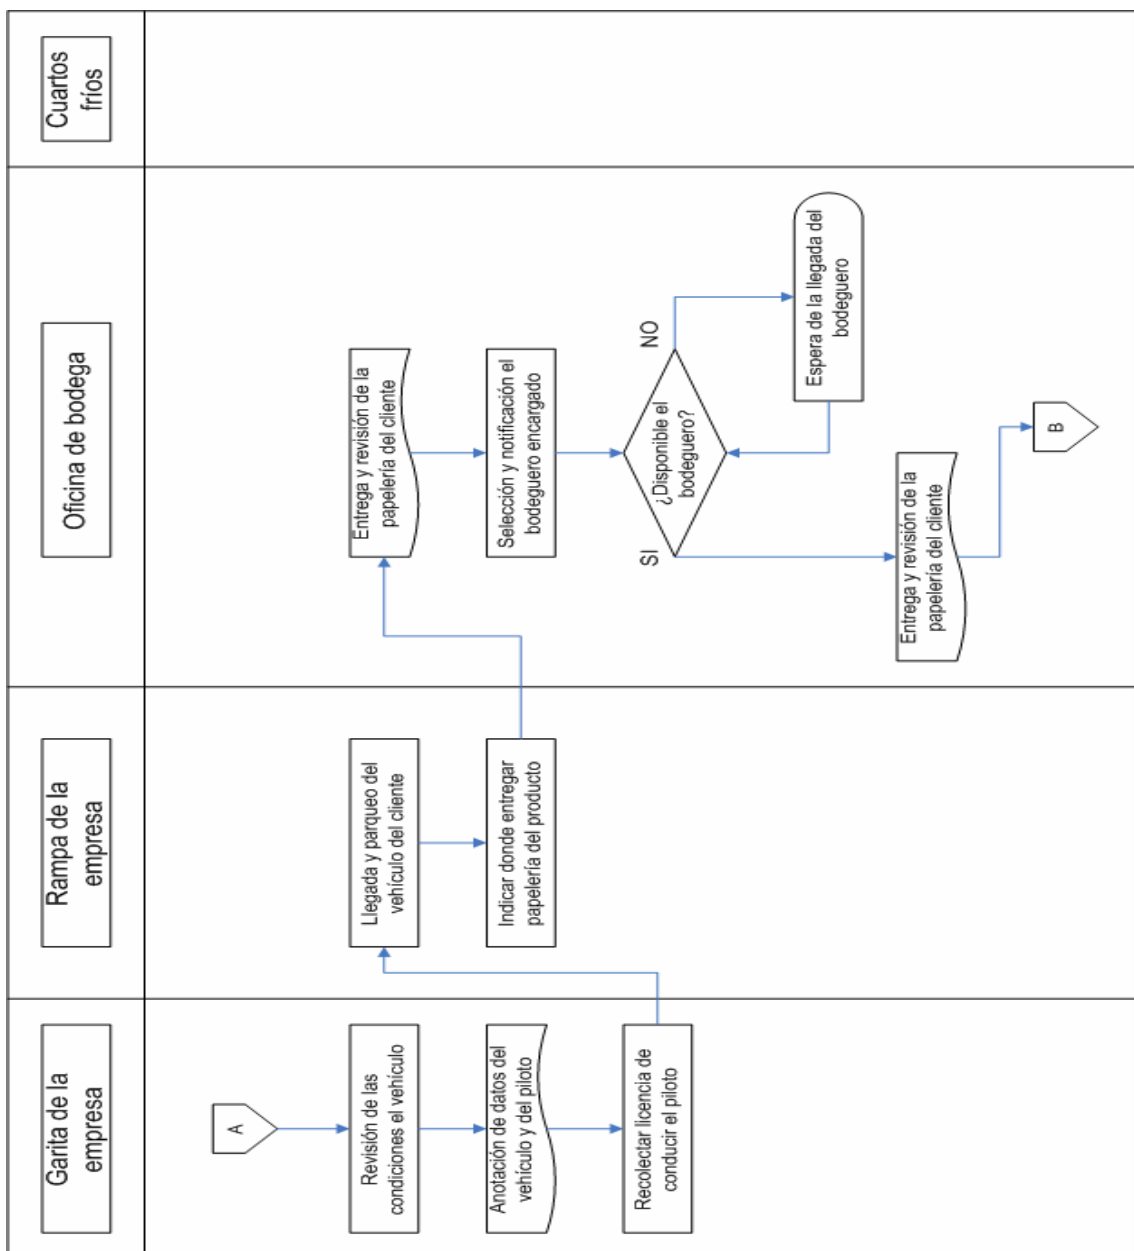 Garita de la
empresa
Rampa de la
empresa
Oficina de bodega
Cuartos
fríos
A
Revisión de las
condiciones el vehículo
Anotación de datos del
vehículo y del piloto
Recolectar licencia de
conducir el piloto
Llegada y parqueo del
vehículo del cliente
Indicar donde entregar
papelería del producto
Entrega y revisión de la
papelería del cliente
Selección y notificación el
bodeguero encargado
¿Disponible el
bodeguero?
SI
NO
Espera de la llegada del
bodeguero
Entrega y revisión de la
papelería del cliente
B